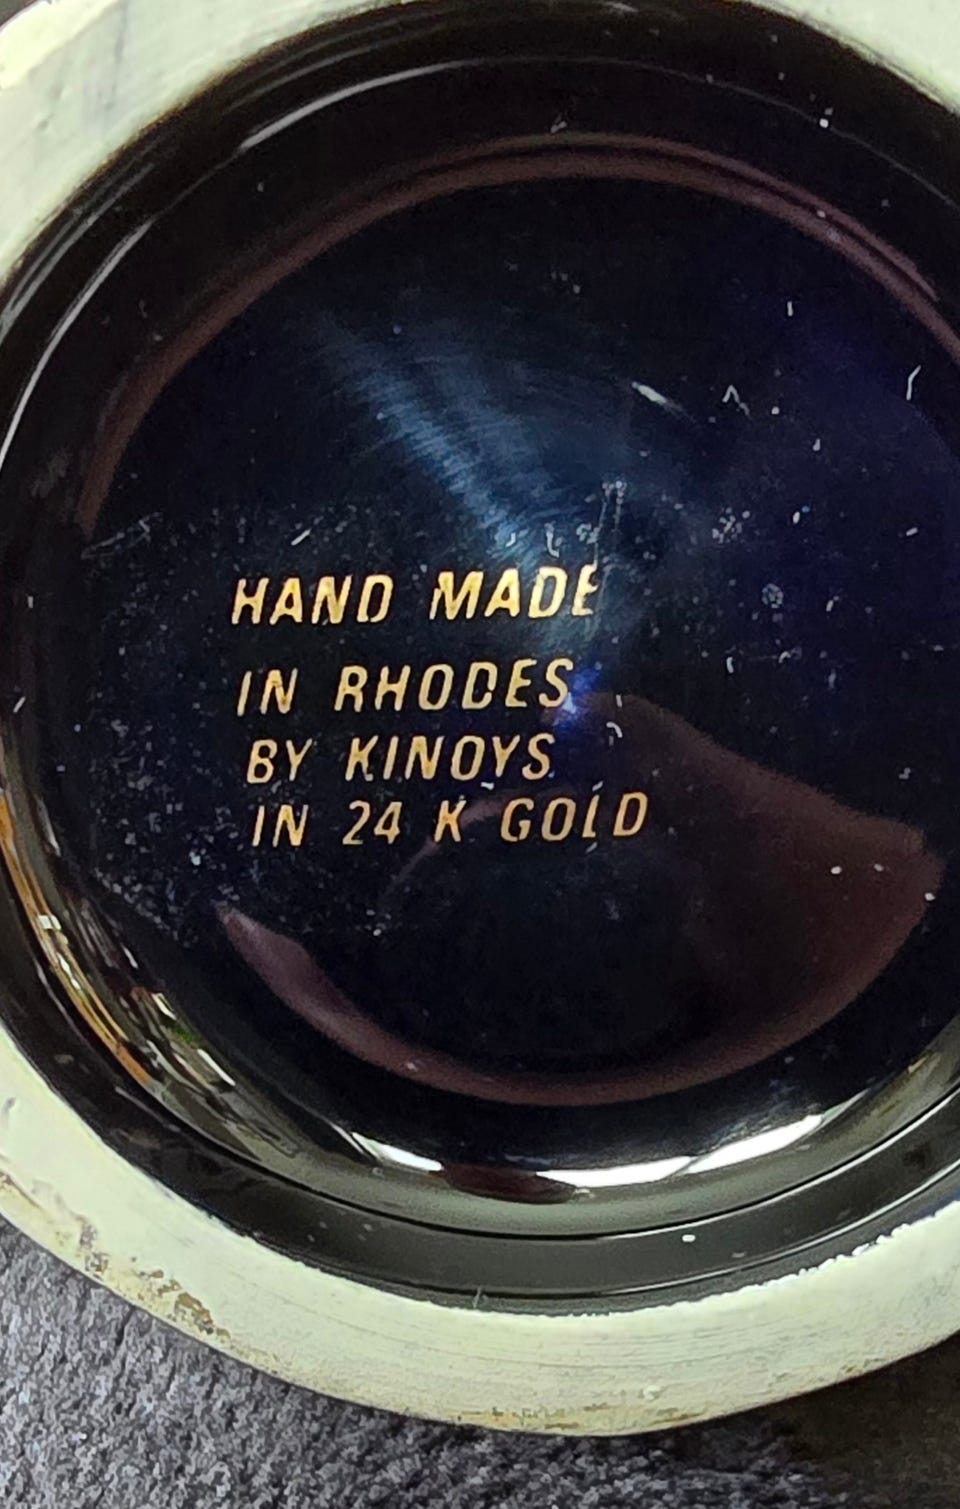 HAND MADE
IN RHODES
BY KINOYS
IN 24 K GOLD